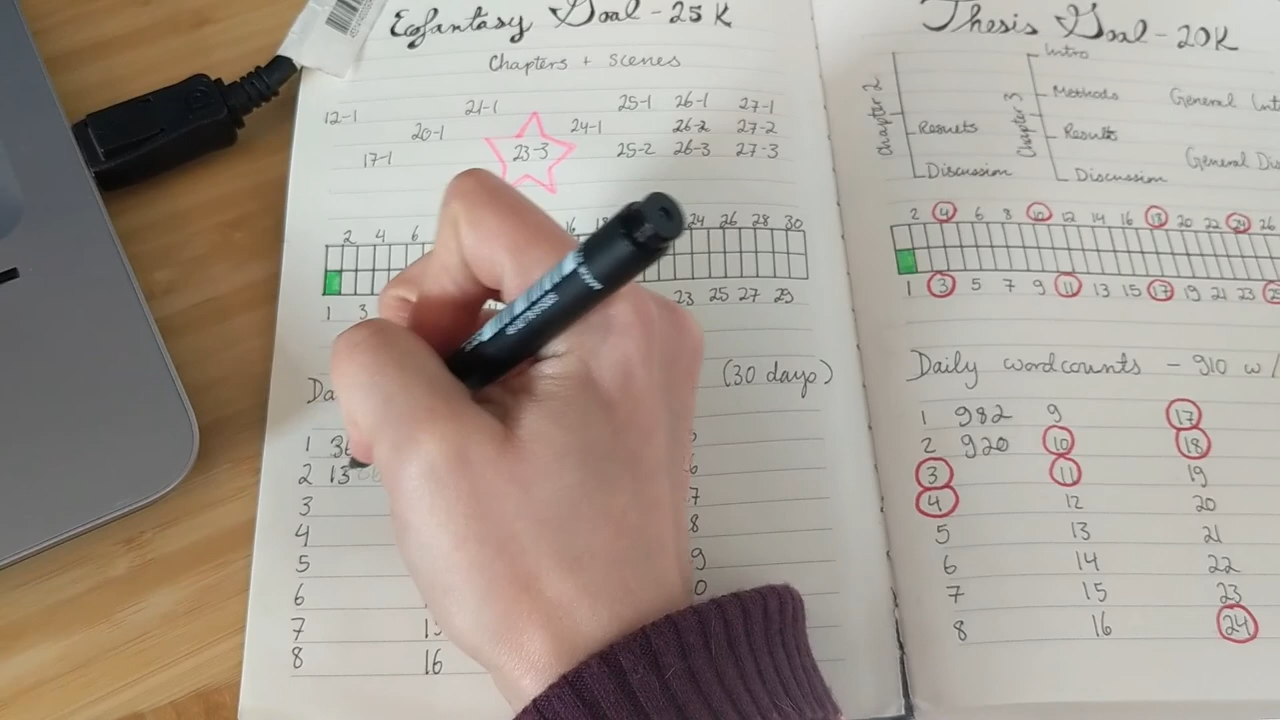 Ecofantasy Goal - 25 K
Chapters + Scenes
12-1
17-1
20-1
21-1
23-3
24-1
25-1 26-1 27-1
26-2 27-2
25-2 26-3 27-3
2 4 6 16 18 24 26 28 30
1 3 23 25 27 29
(30 days)
1
2 13
3
4
5
6
7
8 16
Thesis Goal - 20K
Chapter 2
Results
Discussion
Chapter 3
Intro
Methods
Results
Discussion
General
General
2 4 6 8 10 12 14 16 18 20 22 24 26
1 3 5 7 9 11 13 15 17 19 21 23 25
Daily wordcounts - 910 w/
1 982 9 17
2 920 10 18
3 11 19
4 12 20
5 13 21
6 14 22
7 15 23
8 16 24